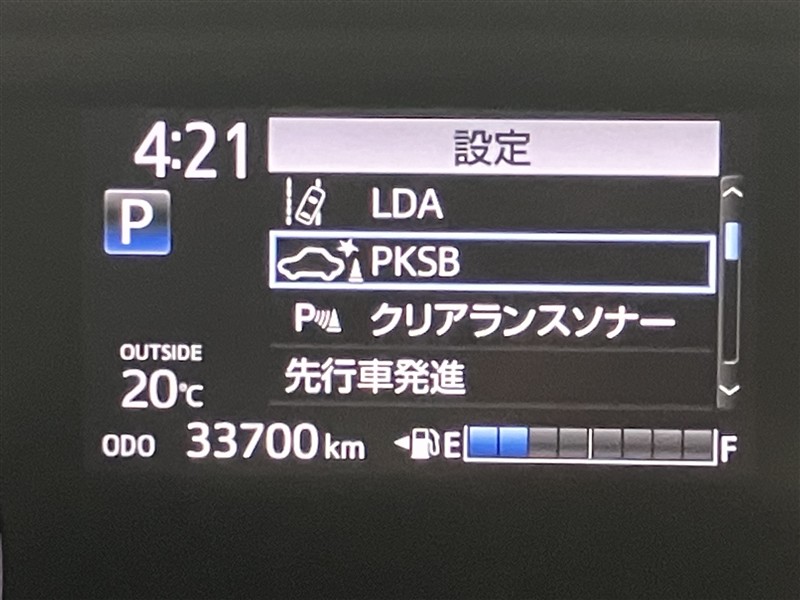 4:21
設定
P
LDA
PKSB
P クリアランスソナー
先行車発進
OUTSIDE
20℃
ODO 33700 km
E F